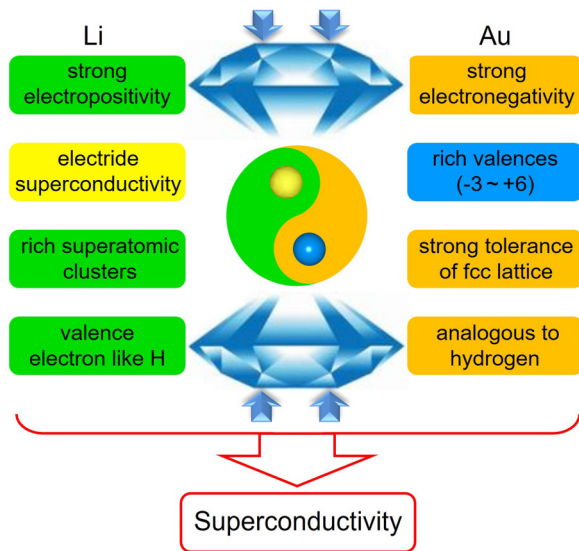 Li
Au
strong
electropositivity
strong
electronegativity
electride
superconductivity
rich valences
(-3 ~ +6)
rich superatomic
clusters
strong tolerance
of fcc lattice
valence
electron like H
analogous to
hydrogen
Superconductivity